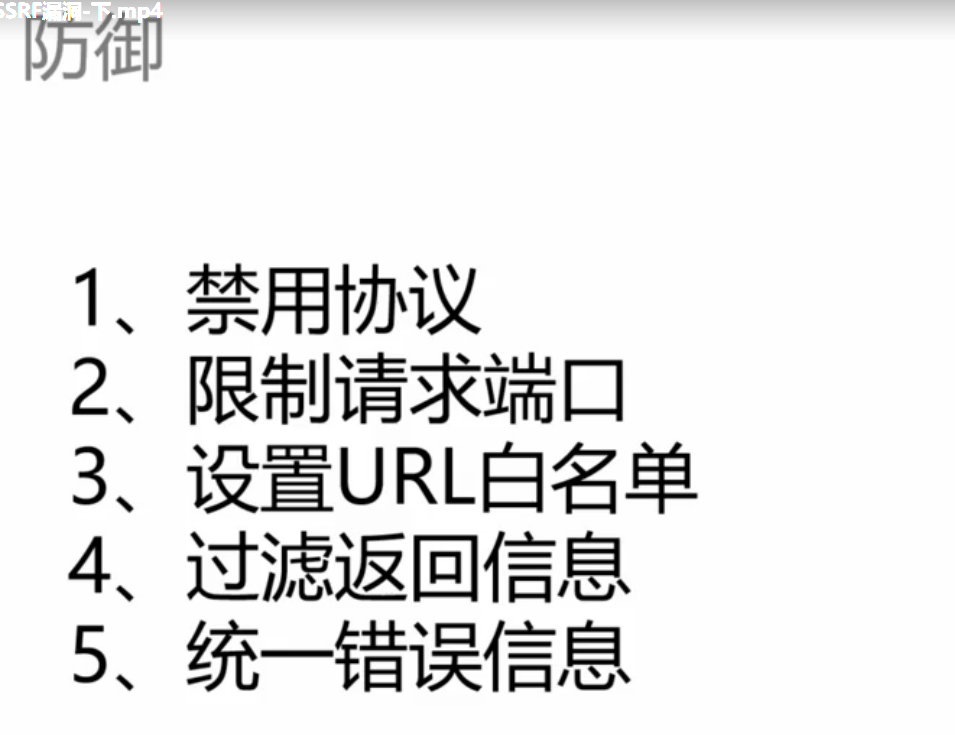 SSRF漏洞-下.mp4
防御
1、禁用协议
2、限制请求端口
3、设置URL白名单
4、过滤返回信息
5、统一错误信息